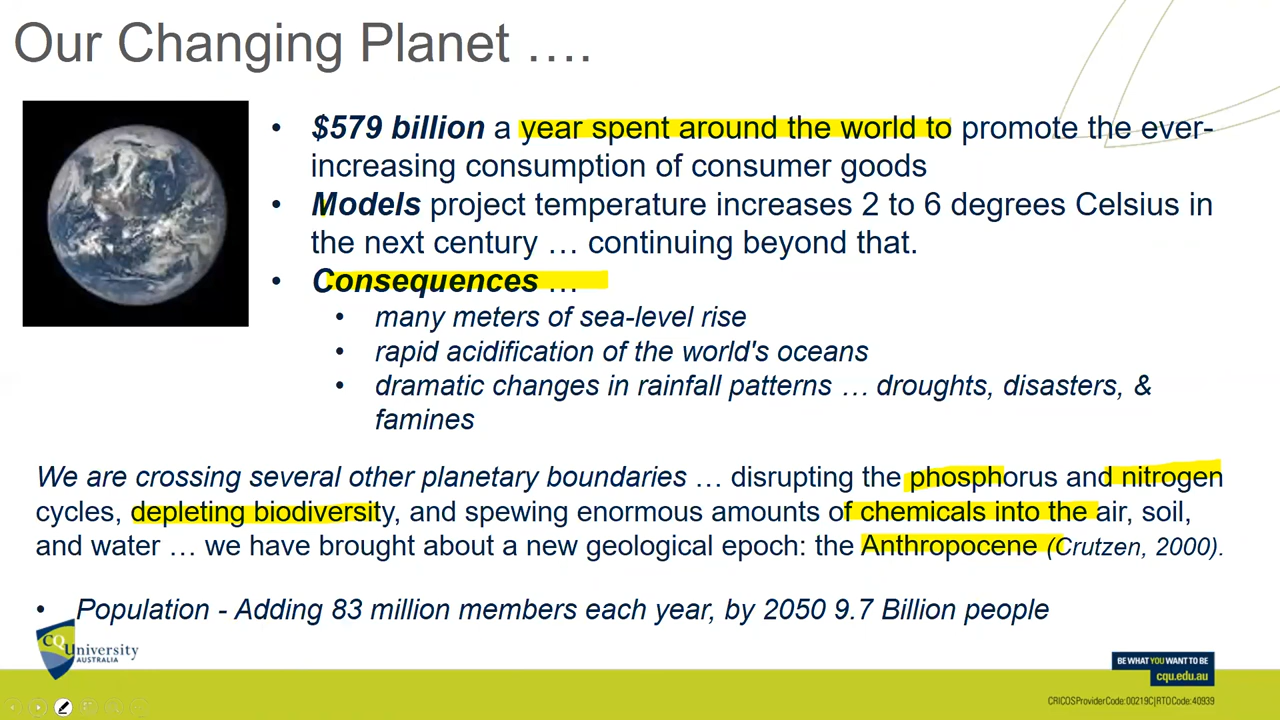 Our Changing Planet ….
• $579 billion a year spent around the world to promote the ever-
increasing consumption of consumer goods
• Models project temperature increases 2 to 6 degrees Celsius in
the next century … continuing beyond that.
• Consequences …
• many meters of sea-level rise
• rapid acidification of the world's oceans
• dramatic changes in rainfall patterns … droughts, disasters, &
famines
We are crossing several other planetary boundaries … disrupting the phosphorus and nitrogen
cycles, depleting biodiversity, and spewing enormous amounts of chemicals into the air, soil,
and water … we have brought about a new geological epoch: the Anthropocene (Crutzen, 2000).
• Population - Adding 83 million members each year, by 2050 9.7 Billion people
CQUniversity
AUSTRALIA
BE WHAT YOU WANT TO BE
cqu.edu.au
CRICOSProviderCode:00219C|RTOCode:40939